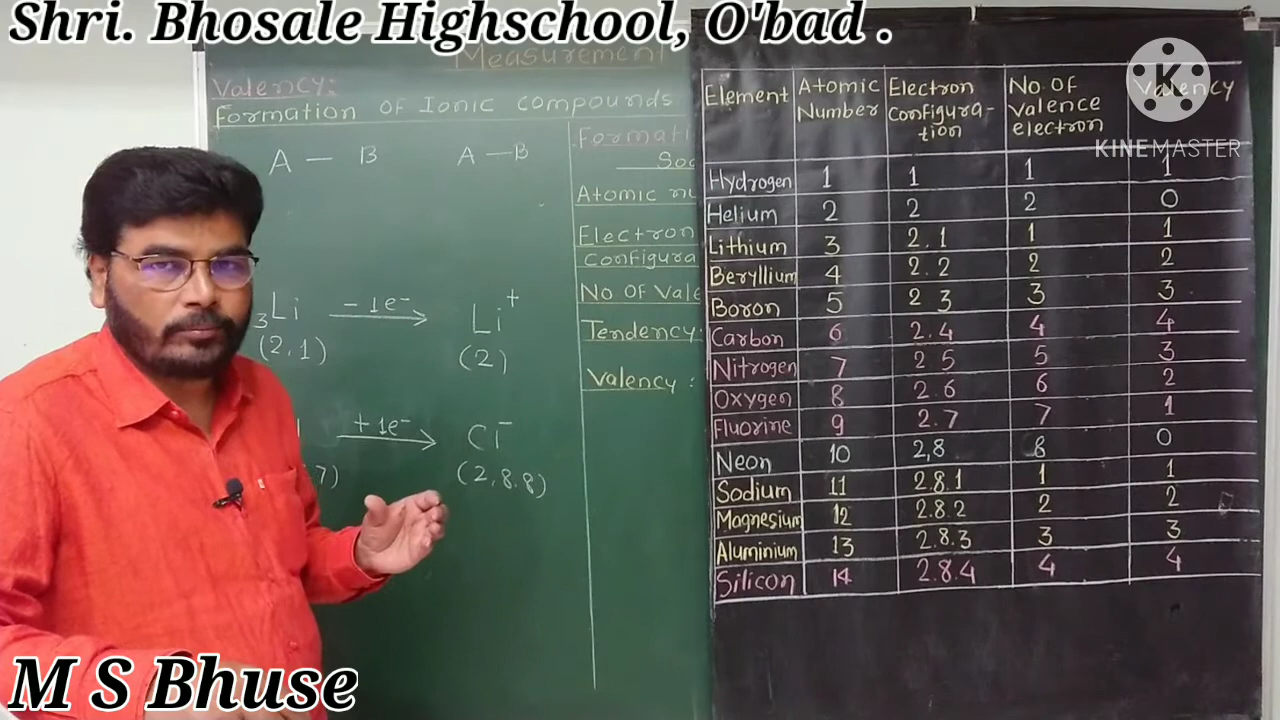 Shri. Bhosale Highschool, O'bad .
Measurement
Valency:
Formation of Ionic compounds
A — B
A — B
3Li
− 1e⁻
Li⁺
(2,1)
(2)
+ 1e⁻
Cl⁻
7)
(2,8.8)
Formati
Atomic nu
Electron
configura
No Of Vale
Tendency:
Valency :
Element Atomic Number Electron configura-tion No Of Valence electron Valency
KINEMASTER
Hydrogen 1 1 1 1
Helium 2 2 2 0
Lithium 3 2.1 1 1
Beryllium 4 2.2 2 2
Boron 5 2 3 3 3
Carbon 6 2.4 4 4
Nitrogen 7 2 5 5 3
Oxygen 8 2.6 6 2
Fluorine 9 2.7 7 1
Neon 10 2,8 8 0
Sodium 11 2.8.1 1 1
Magnesium 12 2.8.2 2 2
Aluminium 13 2.8.3 3 3
Silicon 14 2.8.4 4 4
M S Bhuse